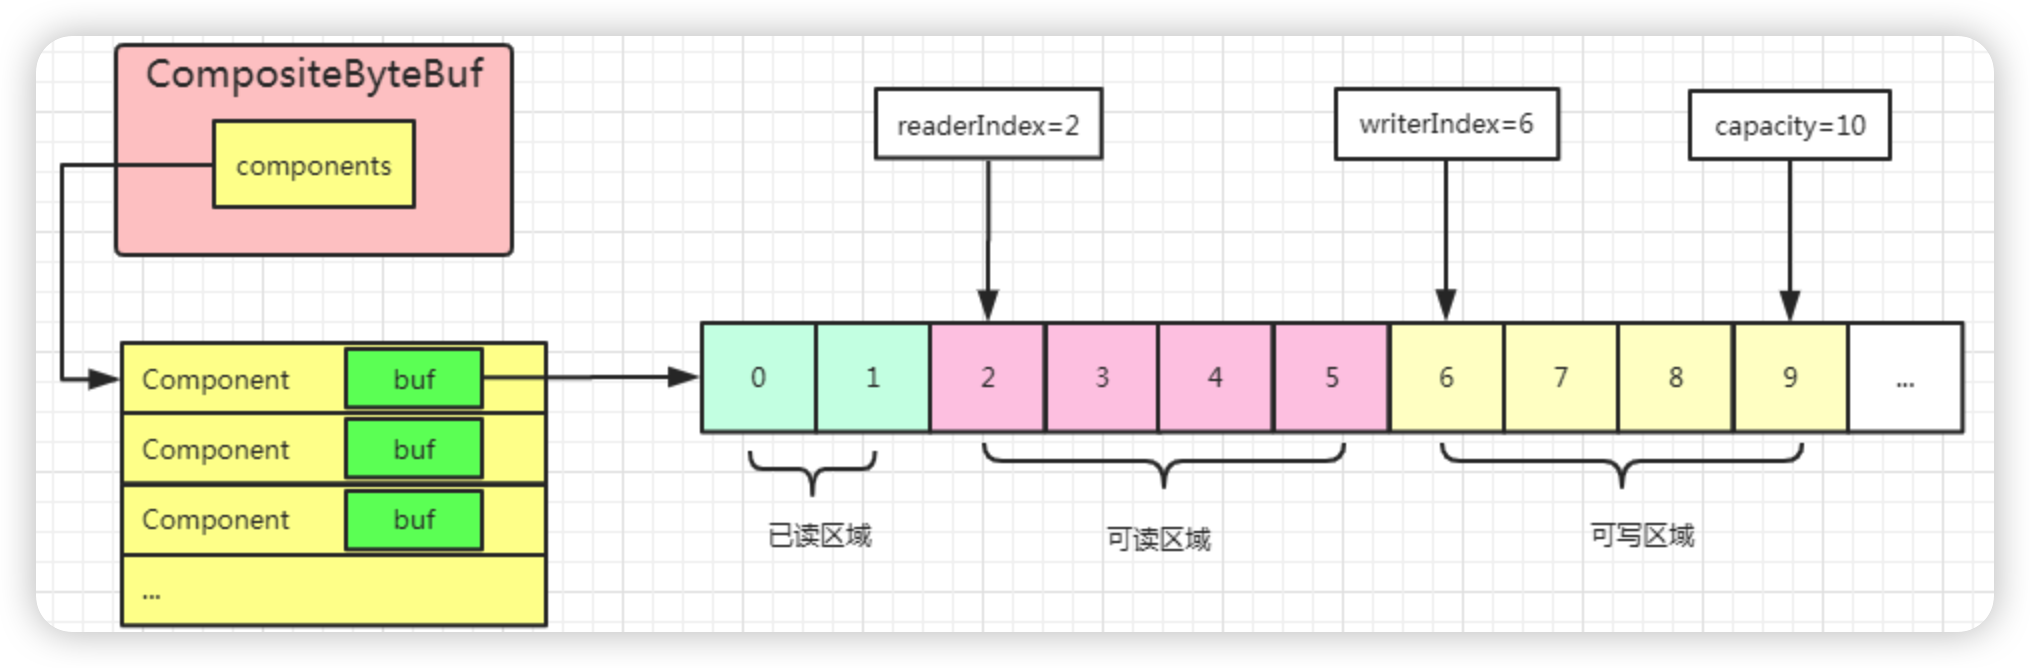 CompositeByteBuf
components
readerIndex=2
writerIndex=6
capacity=10
Component buf
Component buf
Component buf
...
0 1 2 3 4 5 6 7 8 9 ...
已读区域
可读区域
可写区域